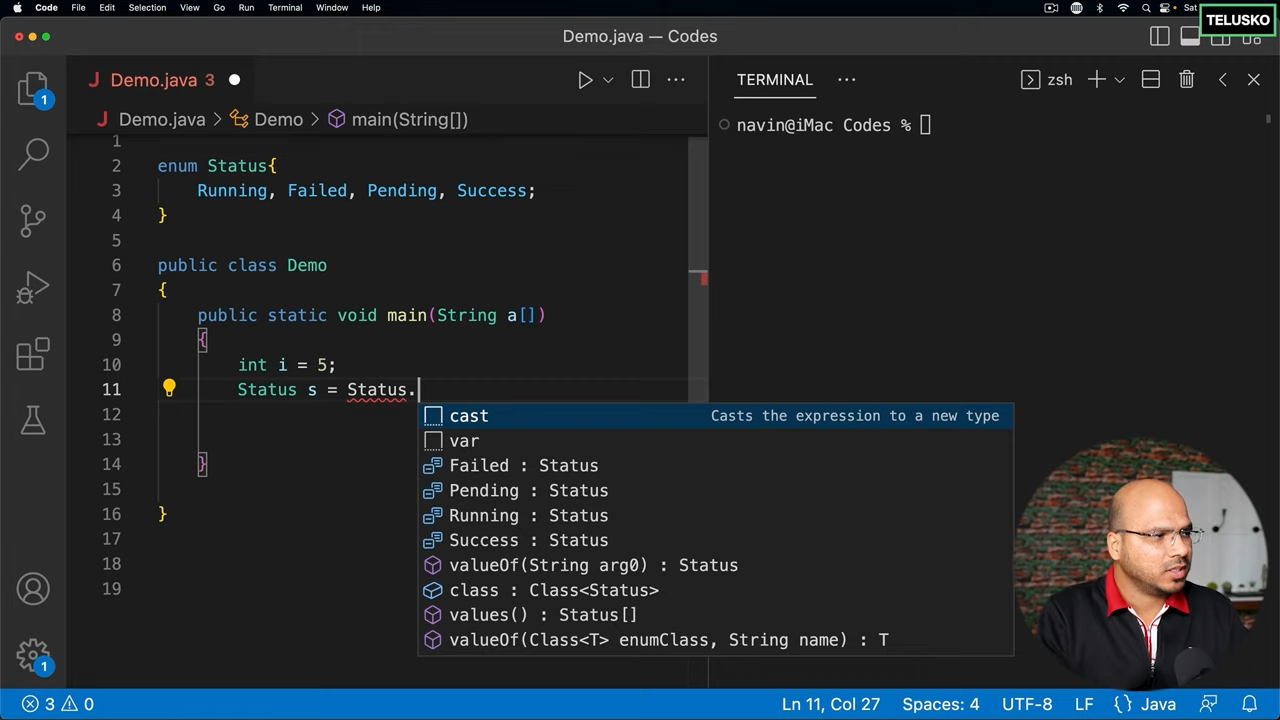 Code File Edit Selection View Go Run Terminal Window Help Sat
TELUSKO
Demo.java — Codes
J Demo.java 3
TERMINAL
zsh
J Demo.java > Demo > main(String[])
navin@iMac Codes %
1
2 enum Status{
3 Running, Failed, Pending, Success;
4 }
5
6 public class Demo
7 {
8 public static void main(String a[])
9 {
10 int i = 5;
11 Status s = Status.
12
13
14 }
15
16 }
17
18
19
cast Casts the expression to a new type
var
Failed : Status
Pending : Status
Running : Status
Success : Status
valueOf(String arg0) : Status
class : Class<Status>
values() : Status[]
valueOf(Class<T> enumClass, String name) : T
1
1
3 0 Ln 11, Col 27 Spaces: 4 UTF-8 LF {} Java